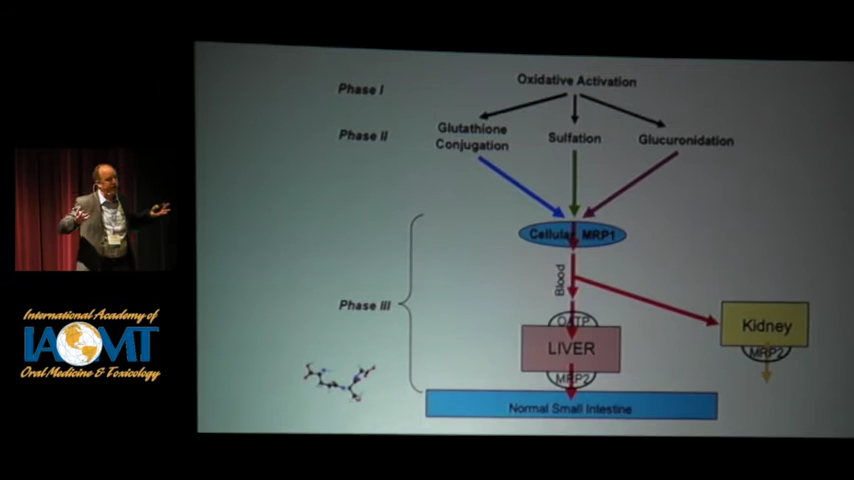 Phase I
Oxidative Activation
Phase II
Glutathione
Conjugation
Sulfation
Glucuronidation
Cellular MRP1
Blood
Phase III
OATP
LIVER
MRP2
Kidney
MRP2
Normal Small Intestine
International Academy of
IAOMT
Oral Medicine & Toxicology